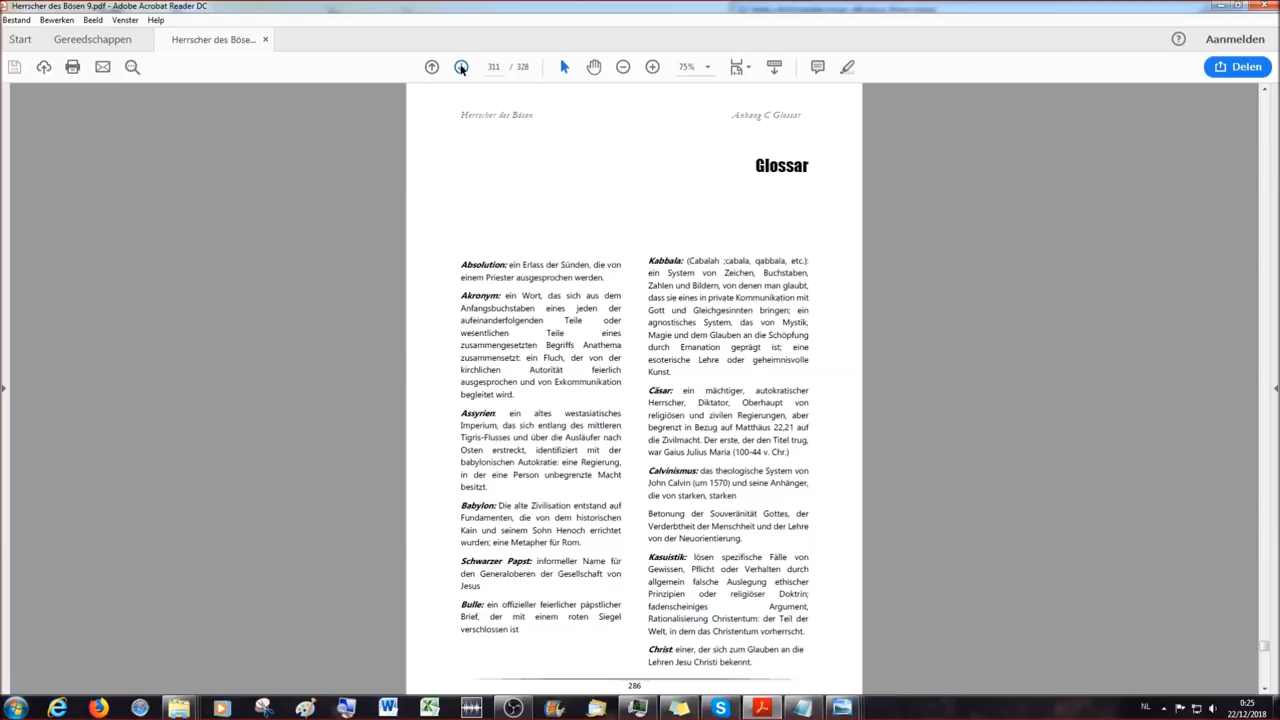 Herrscher des Bösen 9.pdf - Adobe Acrobat Reader DC
Bestand Bewerken Beeld Venster Help
Start Gereedschappen Herrscher des Böse... × Aanmelden
311 / 328 75% Delen
Herrscher des Bösen Anhang C Glossar
Glossar
Absolution: ein Erlass der Sünden, die von
einem Priester ausgesprochen werden.
Akronym: ein Wort, das sich aus dem
Anfangsbuchstaben eines jeden der
aufeinanderfolgenden Teile oder
wesentlichen Teile eines
zusammengesetzten Begriffs Anathema
zusammensetzt: ein Fluch, der von der
kirchlichen Autorität feierlich
ausgesprochen und von Exkommunikation
begleitet wird.
Assyrien: ein altes westasiatisches
Imperium, das sich entlang des mittleren
Tigris-Flusses und über die Ausläufer nach
Osten erstreckt, identifiziert mit der
babylonischen Autokratie: eine Regierung,
in der eine Person unbegrenzte Macht
besitzt.
Babylon: Die alte Zivilisation entstand auf
Fundamenten, die von dem historischen
Kain und seinem Sohn Henoch errichtet
wurden; eine Metapher für Rom.
Schwarzer Papst: informeller Name für
den Generaloberen der Gesellschaft von
Jesus
Bulle: ein offizieller feierlicher päpstlicher
Brief, der mit einem roten Siegel
verschlossen ist
Kabbala: (Cabalah ;cabala, qabbala, etc.):
ein System von Zeichen, Buchstaben,
Zahlen und Bildern, von denen man glaubt,
dass sie eines in private Kommunikation mit
Gott und Gleichgesinnten bringen; ein
agnostisches System, das von Mystik,
Magie und dem Glauben an die Schöpfung
durch Emanation geprägt ist; eine
esoterische Lehre oder geheimnisvolle
Kunst.
Cäsar: ein mächtiger, autokratischer
Herrscher, Diktator, Oberhaupt von
religiösen und zivilen Regierungen, aber
begrenzt in Bezug auf Matthäus 22,21 auf
die Zivilmacht. Der erste, der den Titel trug,
war Gaius Julius Maria (100-44 v. Chr.)
Calvinismus: das theologische System von
John Calvin (um 1570) und seine Anhänger,
die von starken, starken
Betonung der Souveränität Gottes, der
Verderbtheit der Menschheit und der Lehre
von der Neuorientierung.
Kasuistik: lösen spezifische Fälle von
Gewissen, Pflicht oder Verhalten durch
allgemein falsche Auslegung ethischer
Prinzipien oder religiöser Doktrin;
fadenscheiniges Argument,
Rationalisierung Christentum: der Teil der
Welt, in dem das Christentum vorherrscht.
Christ: einer, der sich zum Glauben an die
Lehren Jesu Christi bekennt.
286
NL 0:25
22/12/2018